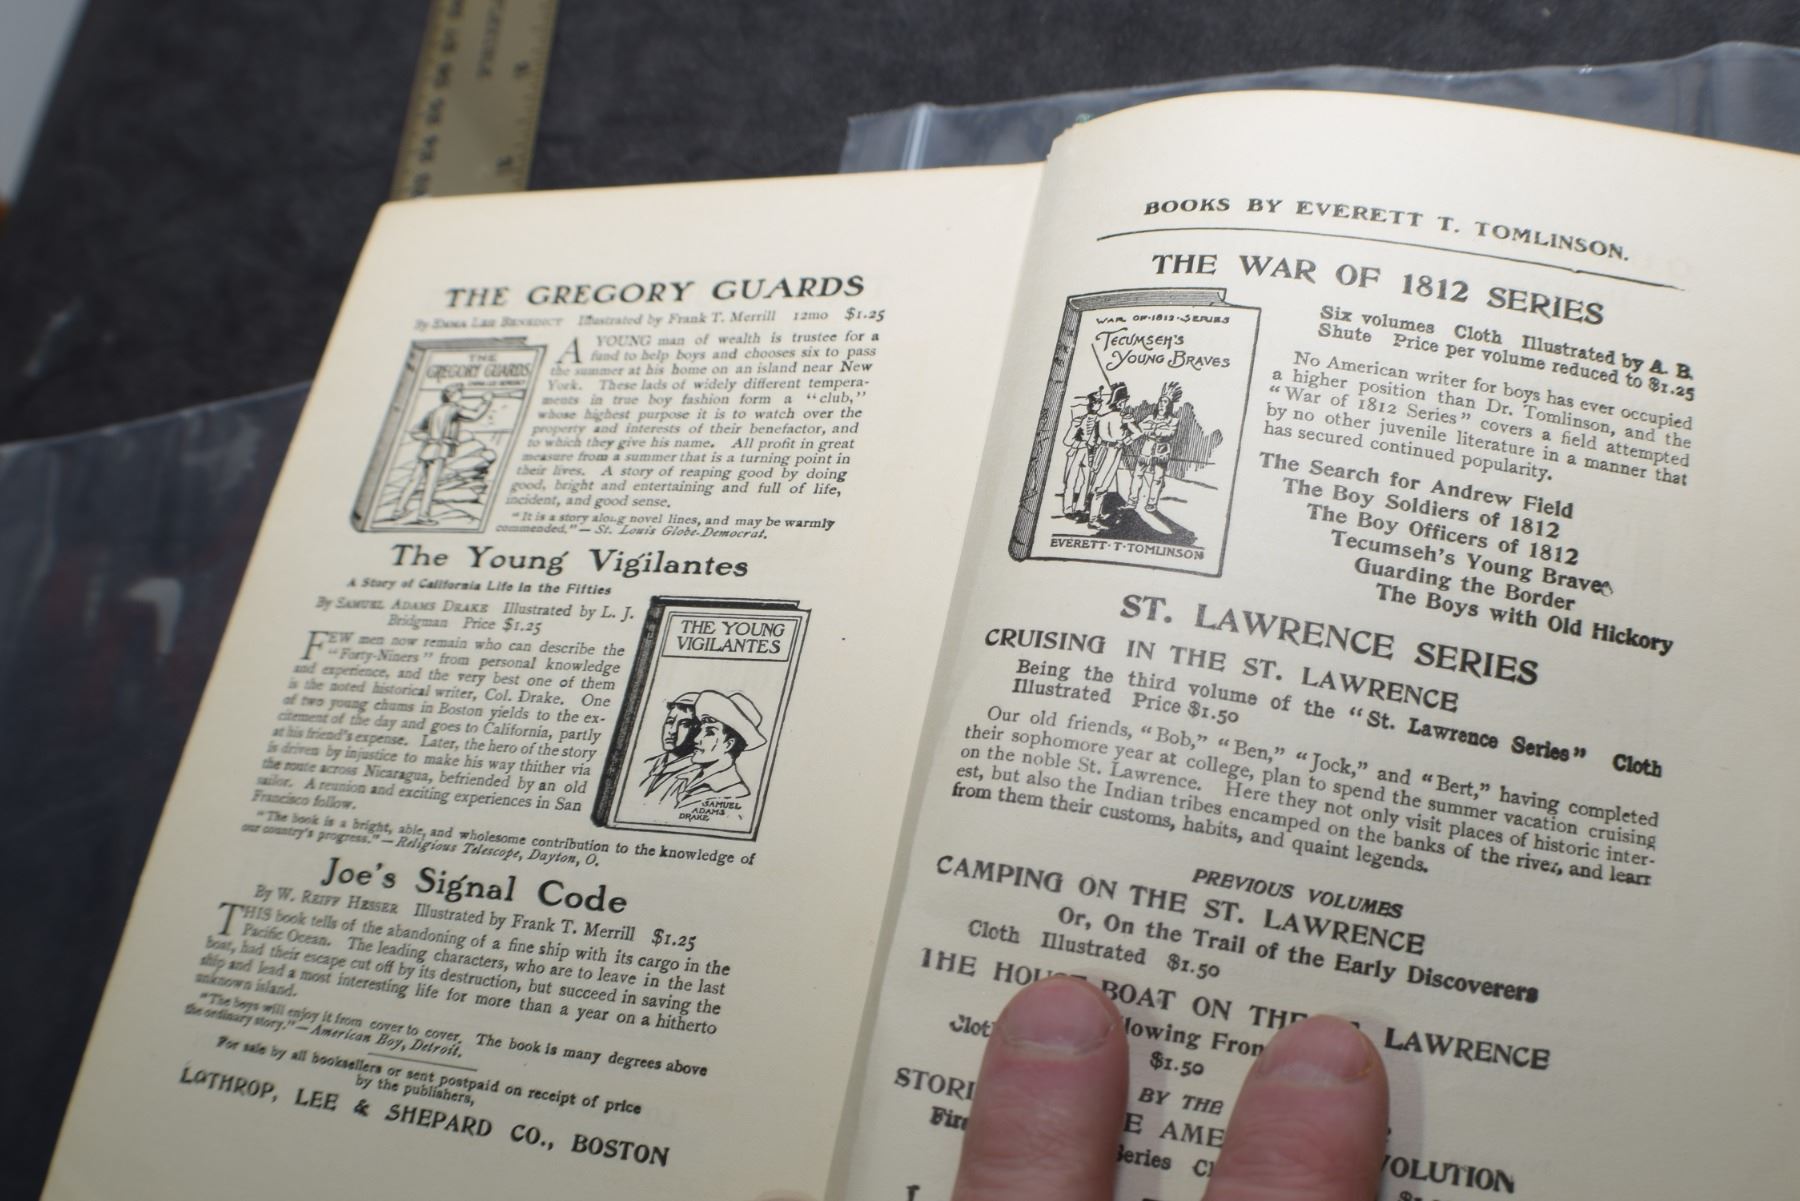 THE GREGORY GUARDS
By EMMA LEE BENEDICT Illustrated by Frank T. Merrill 12mo $1.25
THE
GREGORY GUARDS
A YOUNG man of wealth is trustee for a
fund to help boys and chooses six to pass
the summer at his home on an island near New
York. These lads of widely different tempera-
ments in true boy fashion form a "club,"
whose highest purpose it is to watch over the
property and interests of their benefactor, and
to which they give his name. All profit in great
measure from a summer that is a turning point in
their lives. A story of reaping good by doing
good, bright and entertaining and full of life,
incident, and good sense.
"It is a story along novel lines, and may be warmly
commended."—St. Louis Globe-Democrat.
The Young Vigilantes
A Story of California Life in the Fifties
By SAMUEL ADAMS DRAKE Illustrated by L. J.
Bridgman Price $1.25
FEW men now remain who can describe the
"Forty-Niners" from personal knowledge
and experience, and the very best one of them
is the noted historical writer, Col. Drake. One
of two young chums in Boston yields to the ex-
citement of the day and goes to California, partly
at his friend's expense. Later, the hero of the story
is driven by injustice to make his way thither via
the route across Nicaragua, befriended by an old
sailor. A reunion and exciting experiences in San
Francisco follow.
THE YOUNG
VIGILANTES
SAMUEL
ADAMS
DRAKE
"The book is a bright, able, and wholesome contribution to the knowledge of
our country's progress."—Religious Telescope, Dayton, O.
Joe's Signal Code
By W. REIFF HESSER Illustrated by Frank T. Merrill $1.25
THIS book tells of the abandoning of a fine ship with its cargo in the
Pacific Ocean. The leading characters, who are to leave in the last
boat, had their escape cut off by its destruction, but succeed in saving the
ship and lead a most interesting life for more than a year on a hitherto
unknown island.
"The boys will enjoy it from cover to cover. The book is many degrees above
the ordinary story."—American Boy, Detroit.
For sale by all booksellers or sent postpaid on receipt of price
by the publishers,
LOTHROP, LEE & SHEPARD CO., BOSTON
BOOKS BY EVERETT T. TOMLINSON.
THE WAR OF 1812 SERIES
WAR OF 1812 SERIES
TECUMSEH'S
YOUNG BRAVES
EVERETT·T·TOMLINSON
Six volumes Cloth Illustrated by A. B.
Shute Price per volume reduced to $1.25
No American writer for boys has ever occupied
a higher position than Dr. Tomlinson, and the
"War of 1812 Series" covers a field attempted
by no other juvenile literature in a manner that
has secured continued popularity.
The Search for Andrew Field
The Boy Soldiers of 1812
The Boy Officers of 1812
Tecumseh's Young Braves
Guarding the Border
The Boys with Old Hickory
ST. LAWRENCE SERIES
CRUISING IN THE ST. LAWRENCE
Being the third volume of the "St. Lawrence Series" Cloth
Illustrated Price $1.50
Our old friends, "Bob," "Ben," "Jock," and "Bert," having completed
their sophomore year at college, plan to spend the summer vacation cruising
on the noble St. Lawrence. Here they not only visit places of historic inter-
est, but also the Indian tribes encamped on the banks of the river, and learn
from them their customs, habits, and quaint legends.
PREVIOUS VOLUMES
CAMPING ON THE ST. LAWRENCE
Or, On the Trail of the Early Discoverers
Cloth Illustrated $1.50
THE HOUSE-BOAT ON THE ST. LAWRENCE
$1.50
BY THE
OLUTION